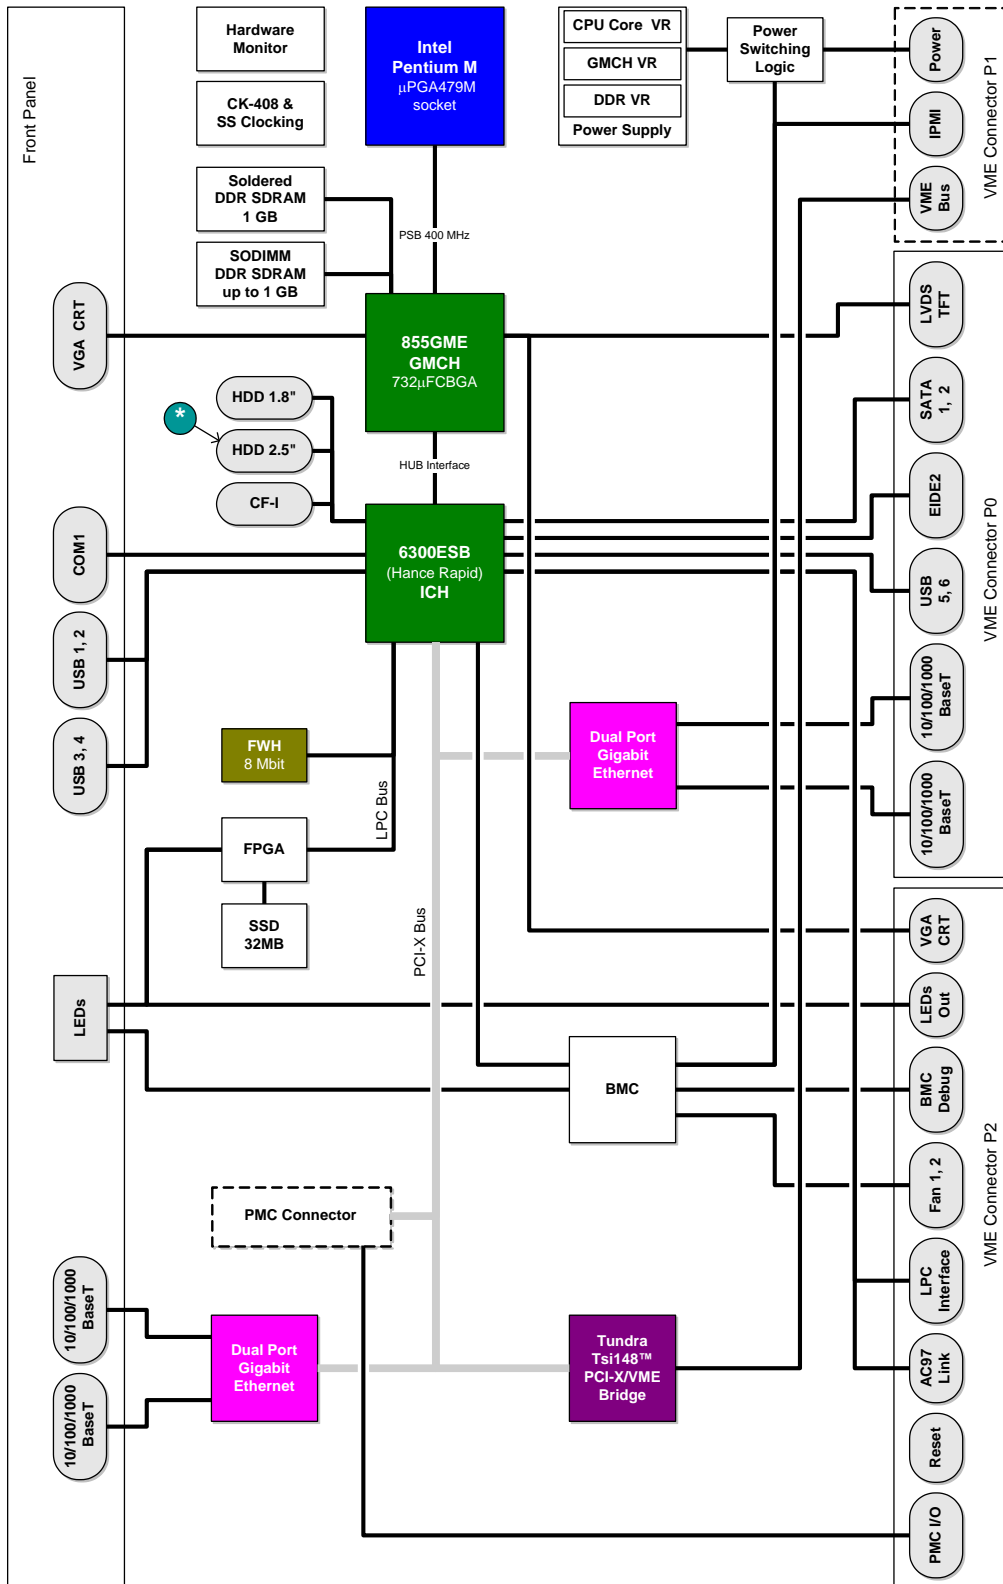 Front Panel
Hardware
Monitor
CK-408 &
SS Clocking
Soldered
DDR SDRAM
1 GB
SODIMM
DDR SDRAM
up to 1 GB
Intel
Pentium M
µPGA479M
socket
PSB 400 MHz
CPU Core VR
GMCH VR
DDR VR
Power Supply
Power
Switching
Logic
Power
IPMI
VME
Bus
VME Connector P1
VGA CRT
855GME
GMCH
732µFCBGA
HDD 1.8"
*
HDD 2.5"
CF-I
HUB Interface
6300ESB
(Hance Rapid)
ICH
COM1
USB 1, 2
USB 3, 4
LVDS
TFT
SATA
1, 2
EIDE2
USB
5, 6
10/100/1000
BaseT
10/100/1000
BaseT
VME Connector P0
FWH
8 Mbit
LPC Bus
FPGA
SSD
32MB
PCI-X Bus
Dual Port
Gigabit
Ethernet
LEDs
BMC
VGA
CRT
LEDs
Out
BMC
Debug
Fan 1, 2
LPC
Interface
AC97
Link
Reset
PMC I/O
VME Connector P2
PMC Connector
10/100/1000
BaseT
10/100/1000
BaseT
Dual Port
Gigabit
Ethernet
Tundra
Tsi148™
PCI-X/VME
Bridge